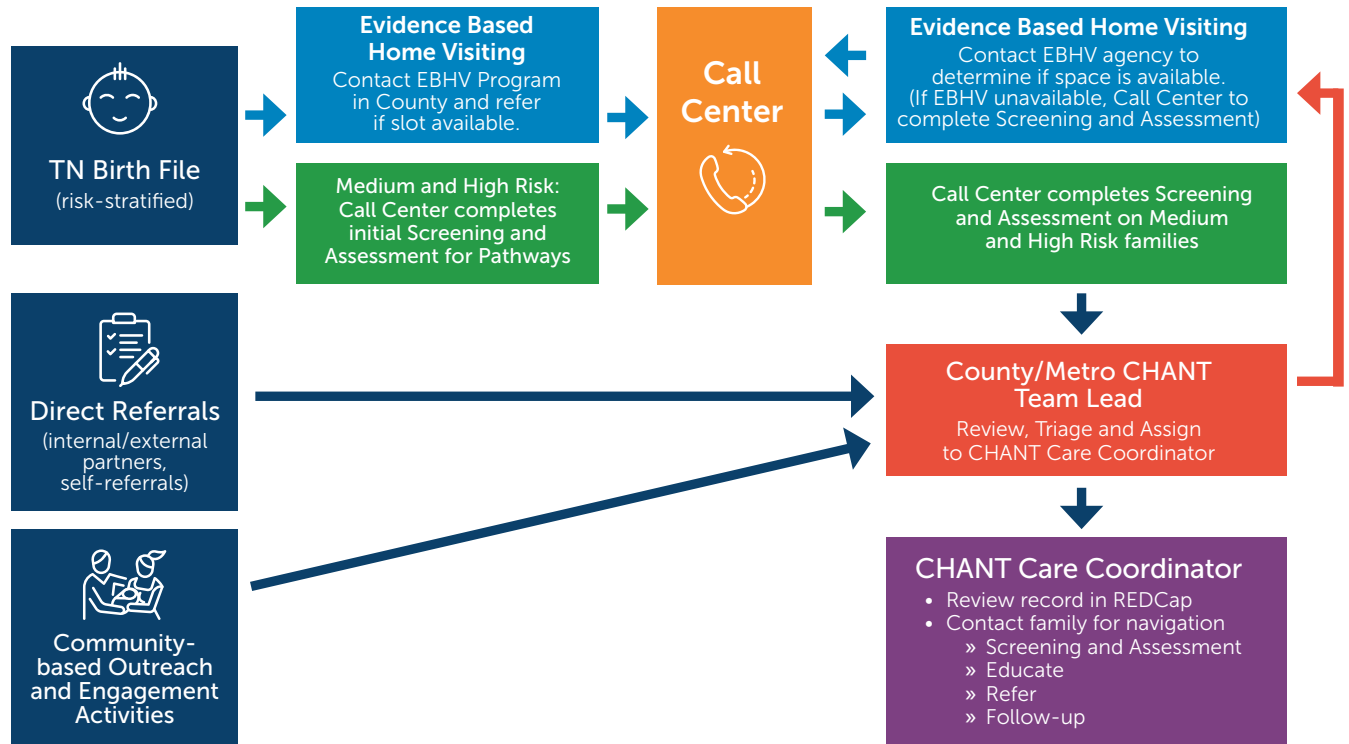 TN Birth File
(risk-stratified)
Evidence Based
Home Visiting
Contact EBHV Program
in County and refer
if slot available.
Medium and High Risk:
Call Center completes
initial Screening and
Assessment for Pathways
Call
Center
Evidence Based Home Visiting
Contact EBHV agency to
determine if space is available.
(If EBHV unavailable, Call Center to
complete Screening and Assessment)
Call Center completes Screening
and Assessment on Medium
and High Risk families
Direct Referrals
(internal/external
partners,
self-referrals)
County/Metro CHANT
Team Lead
Review, Triage and Assign
to CHANT Care Coordinator
Community-
based Outreach
and Engagement
Activities
CHANT Care Coordinator
• Review record in REDCap
• Contact family for navigation
» Screening and Assessment
» Educate
» Refer
» Follow-up